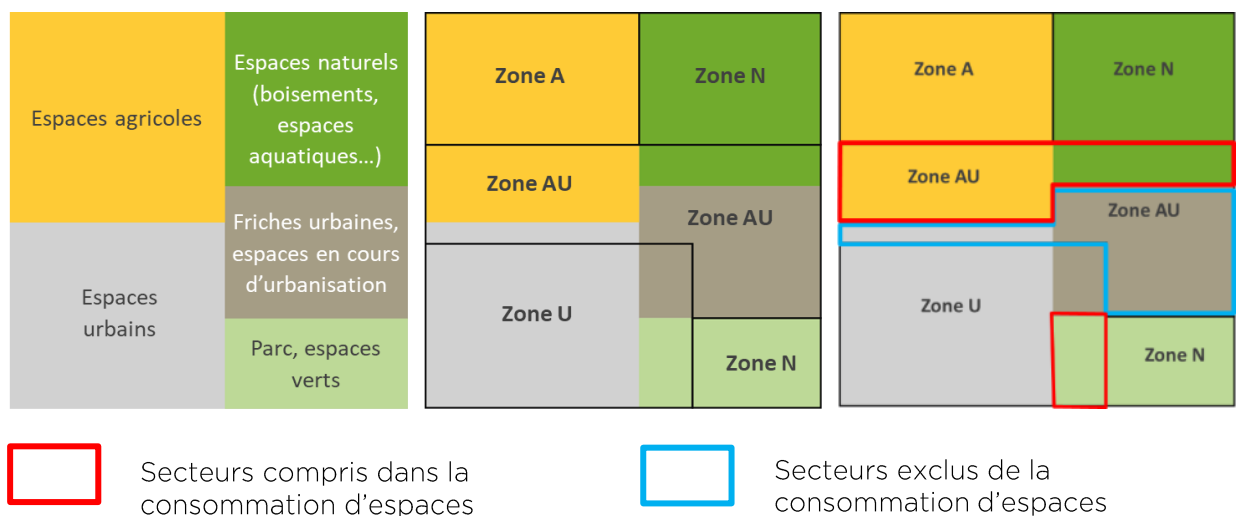 Espaces agricoles
Espaces naturels
(boisements,
espaces
aquatiques...)
Friches urbaines,
espaces en cours
d'urbanisation
Espaces
urbains
Parc, espaces
verts
Zone A
Zone N
Zone AU
Zone AU
Zone U
Zone N
Zone A
Zone N
Zone AU
Zone AU
Zone U
Zone N
Secteurs compris dans la
consommation d'espaces
Secteurs exclus de la
consommation d'espaces